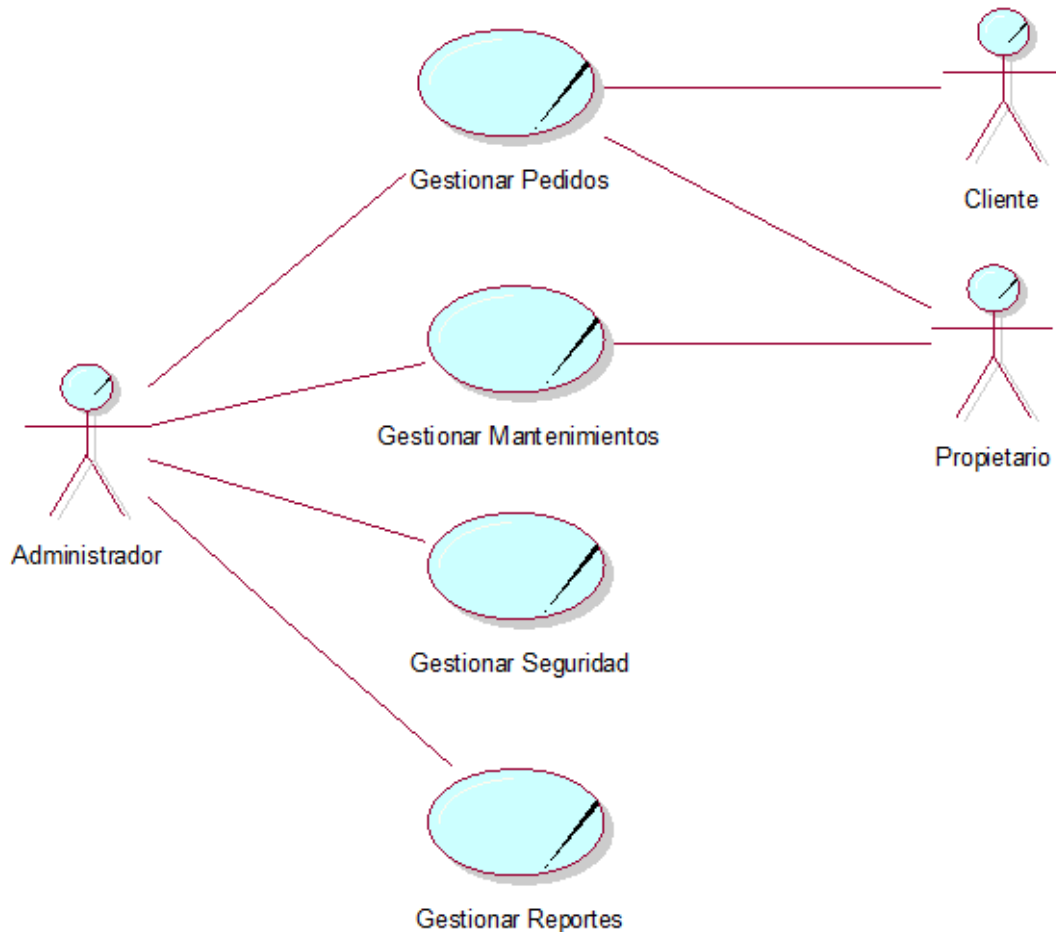 Gestionar Pedidos
Cliente
Gestionar Mantenimientos
Propietario
Administrador
Gestionar Seguridad
Gestionar Reportes